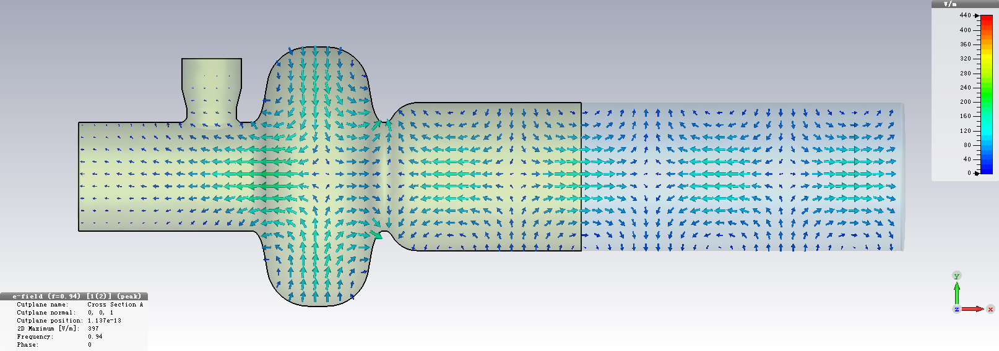 V/m
440
400
360
320
280
240
200
160
120
80
40
0
y
z x
e-field (f=0.94) [1(2)] (peak)
Cutplane name: Cross Section A
Cutplane normal: 0, 0, 1
Cutplane position: 1.137e-13
2D Maximum [V/m]: 397
Frequency: 0.94
Phase: 0